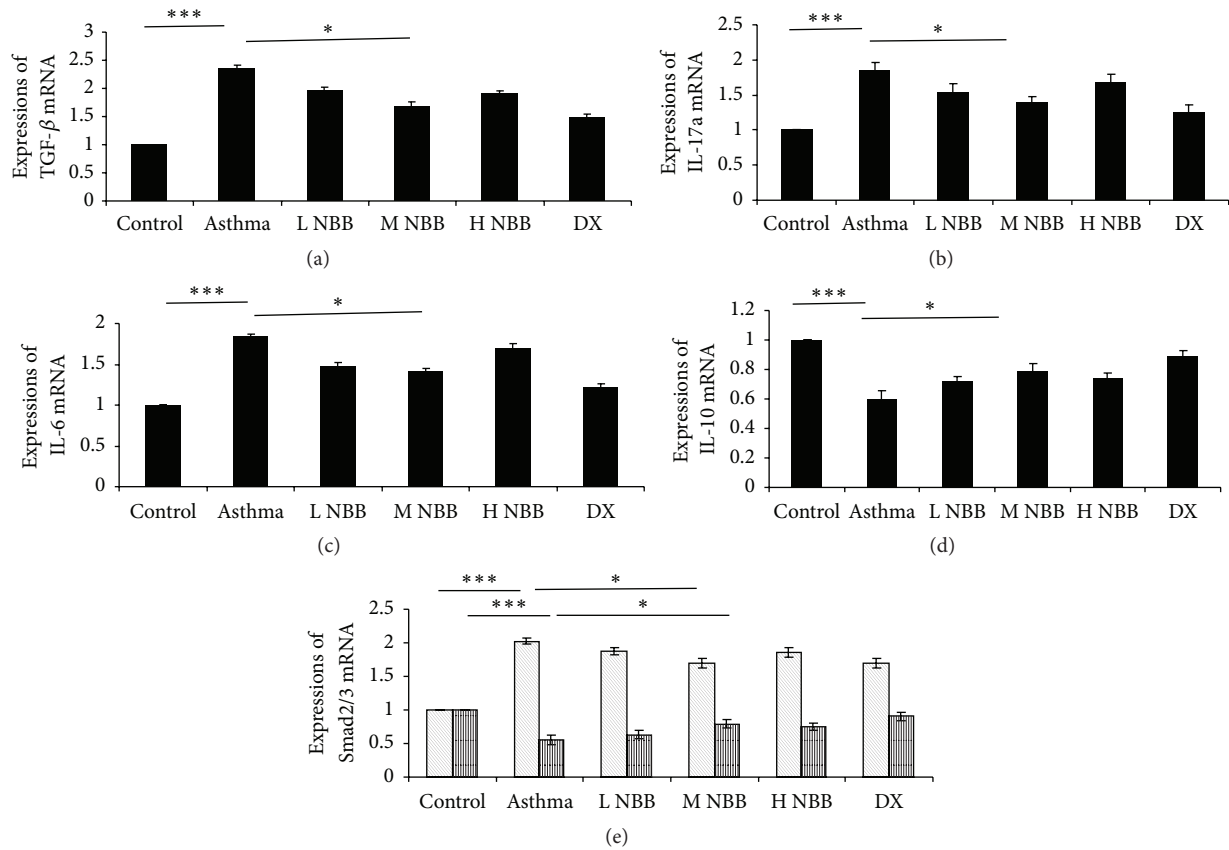 ***
*
3
2.5
2
1.5
1
0.5
0
Expressions of
TGF-β mRNA
Control Asthma L NBB M NBB H NBB DX
(a)
***
*
2.5
2
1.5
1
0.5
0
Expressions of
IL-17a mRNA
Control Asthma L NBB M NBB H NBB DX
(b)
***
*
2
1.5
1
0.5
0
Expressions of
IL-6 mRNA
Control Asthma L NBB M NBB H NBB DX
(c)
***
*
1.2
1
0.8
0.6
0.4
0.2
0
Expressions of
IL-10 mRNA
Control Asthma L NBB M NBB H NBB DX
(d)
***
*
***
*
2.5
2
1.5
1
0.5
0
Expressions of
Smad2/3 mRNA
Control Asthma L NBB M NBB H NBB DX
(e)